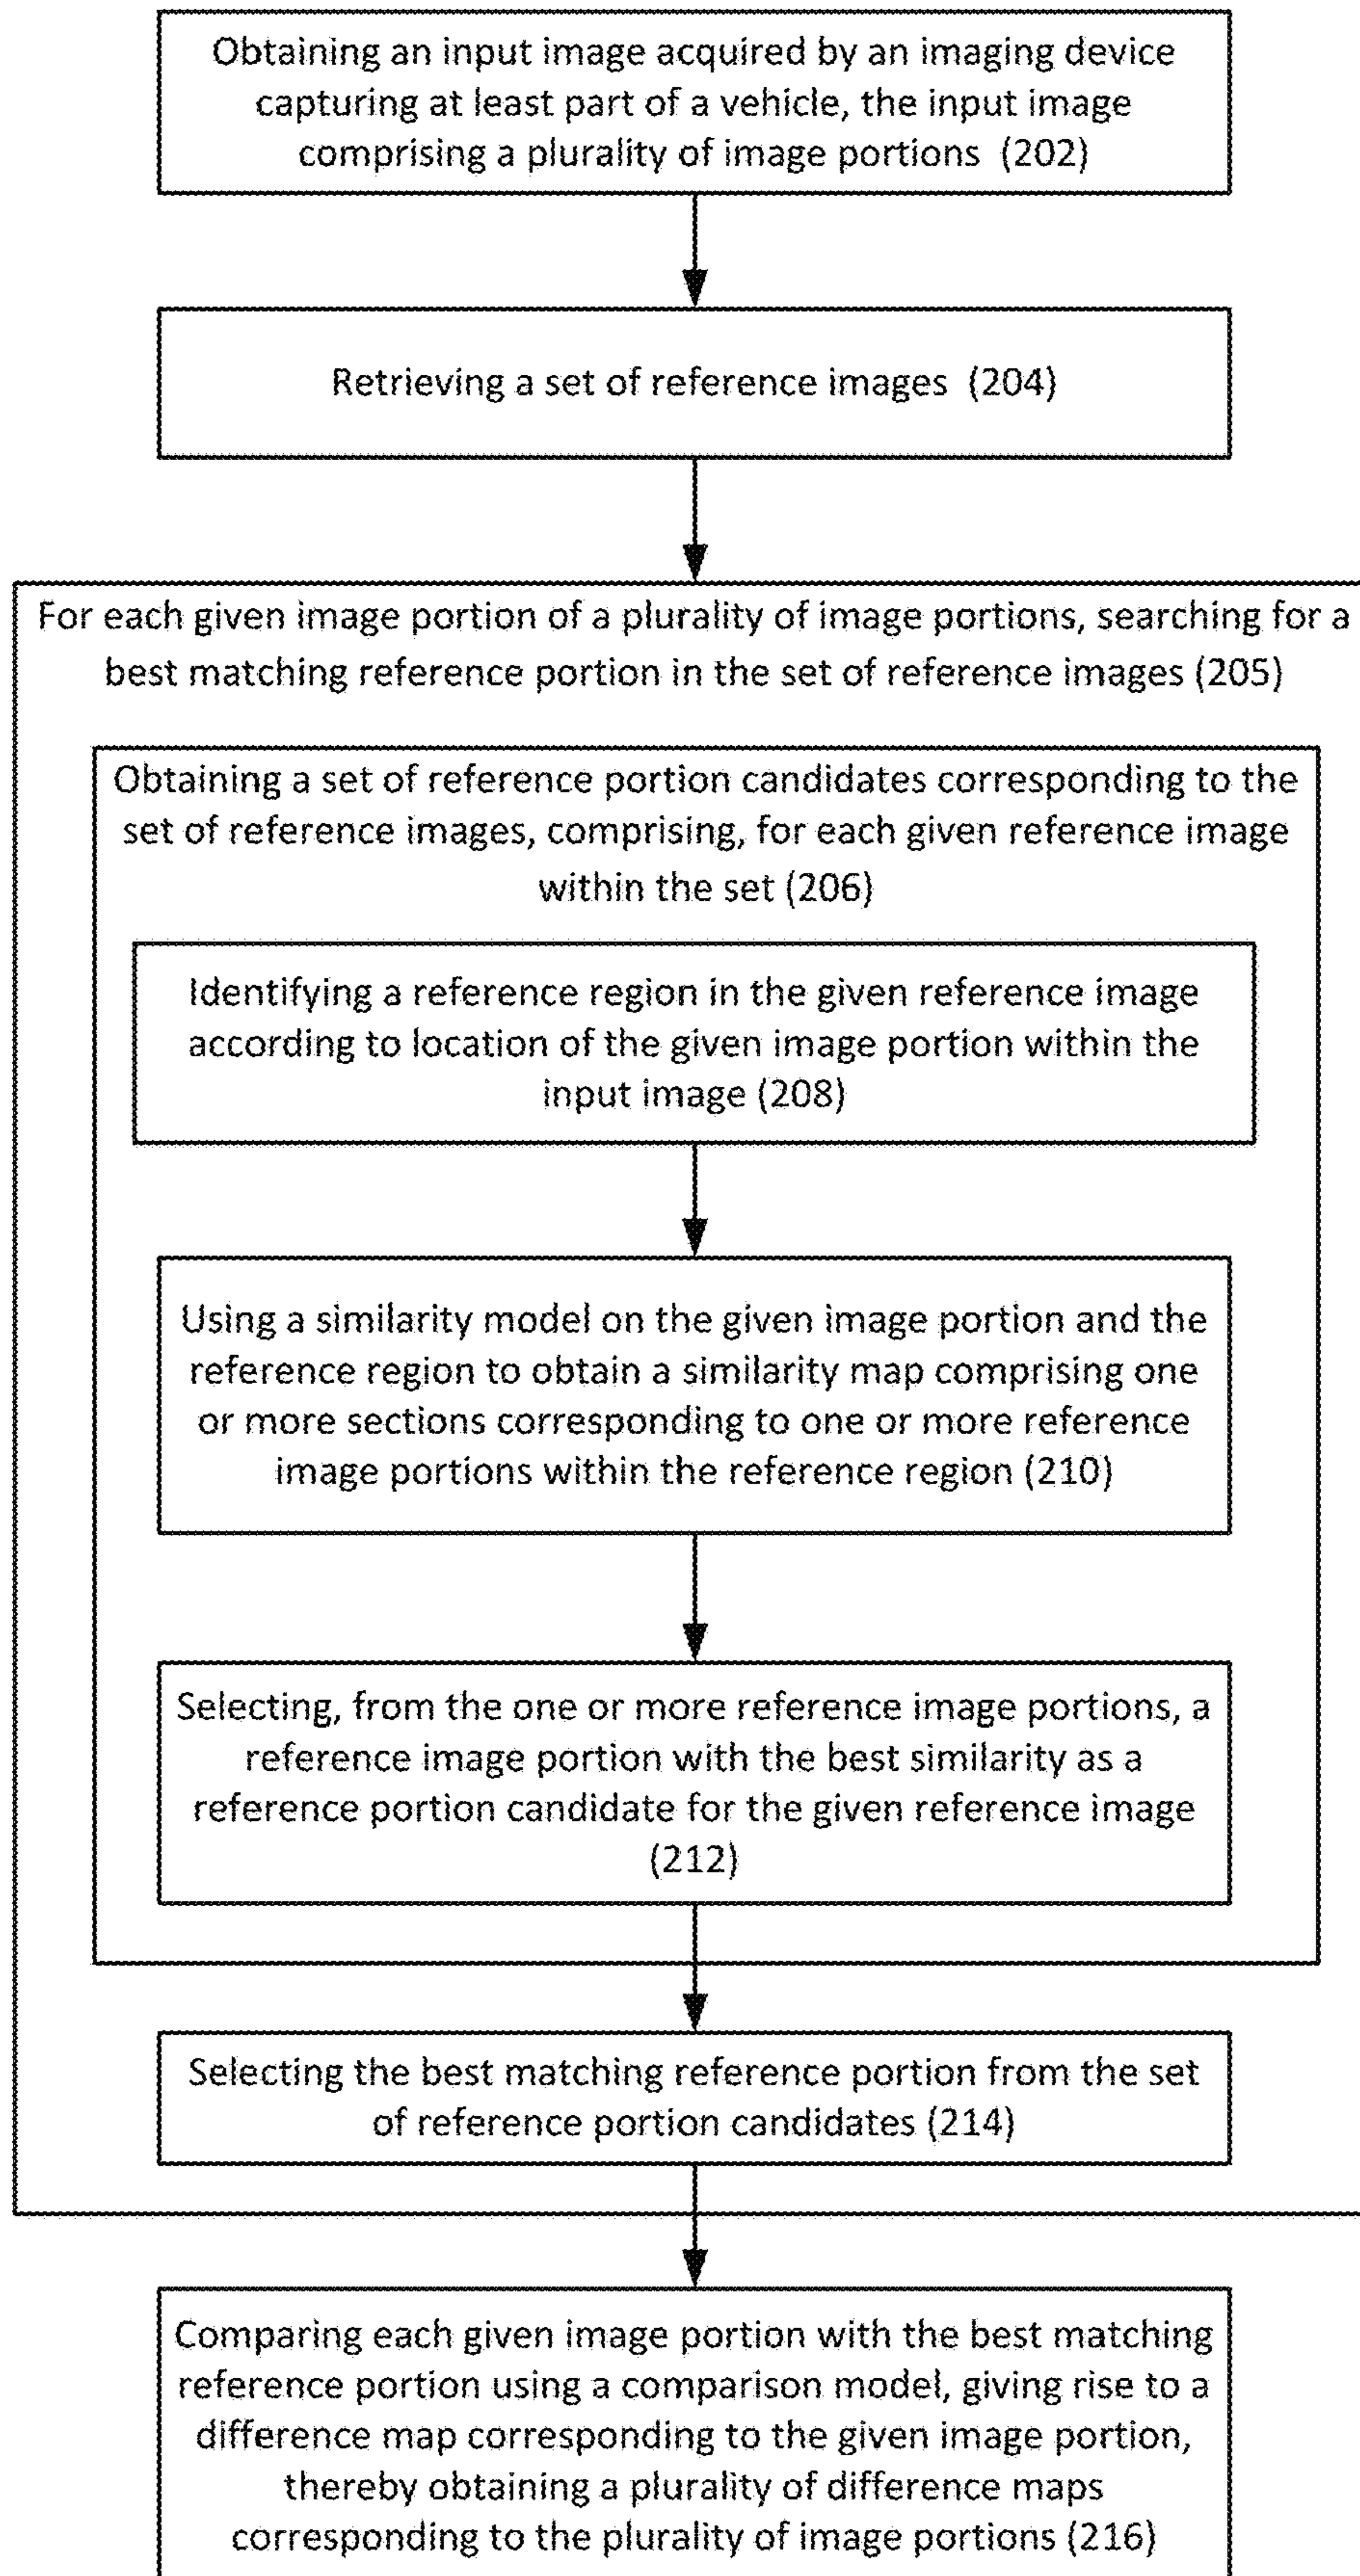 Obtaining an input image acquired by an imaging device
capturing at least part of a vehicle, the input image
comprising a plurality of image portions (202)
Retrieving a set of reference images (204)
For each given image portion of a plurality of image portions, searching for a
best matching reference portion in the set of reference images (205)
Obtaining a set of reference portion candidates corresponding to the
set of reference images, comprising, for each given reference image
within the set (206)
Identifying a reference region in the given reference image
according to location of the given image portion within the
input image (208)
Using a similarity model on the given image portion and the
reference region to obtain a similarity map comprising one
or more sections corresponding to one or more reference
image portions within the reference region (210)
Selecting, from the one or more reference image portions, a
reference image portion with the best similarity as a
reference portion candidate for the given reference image
(212)
Selecting the best matching reference portion from the set
of reference portion candidates (214)
Comparing each given image portion with the best matching
reference portion using a comparison model, giving rise to a
difference map corresponding to the given image portion,
thereby obtaining a plurality of difference maps
corresponding to the plurality of image portions (216)